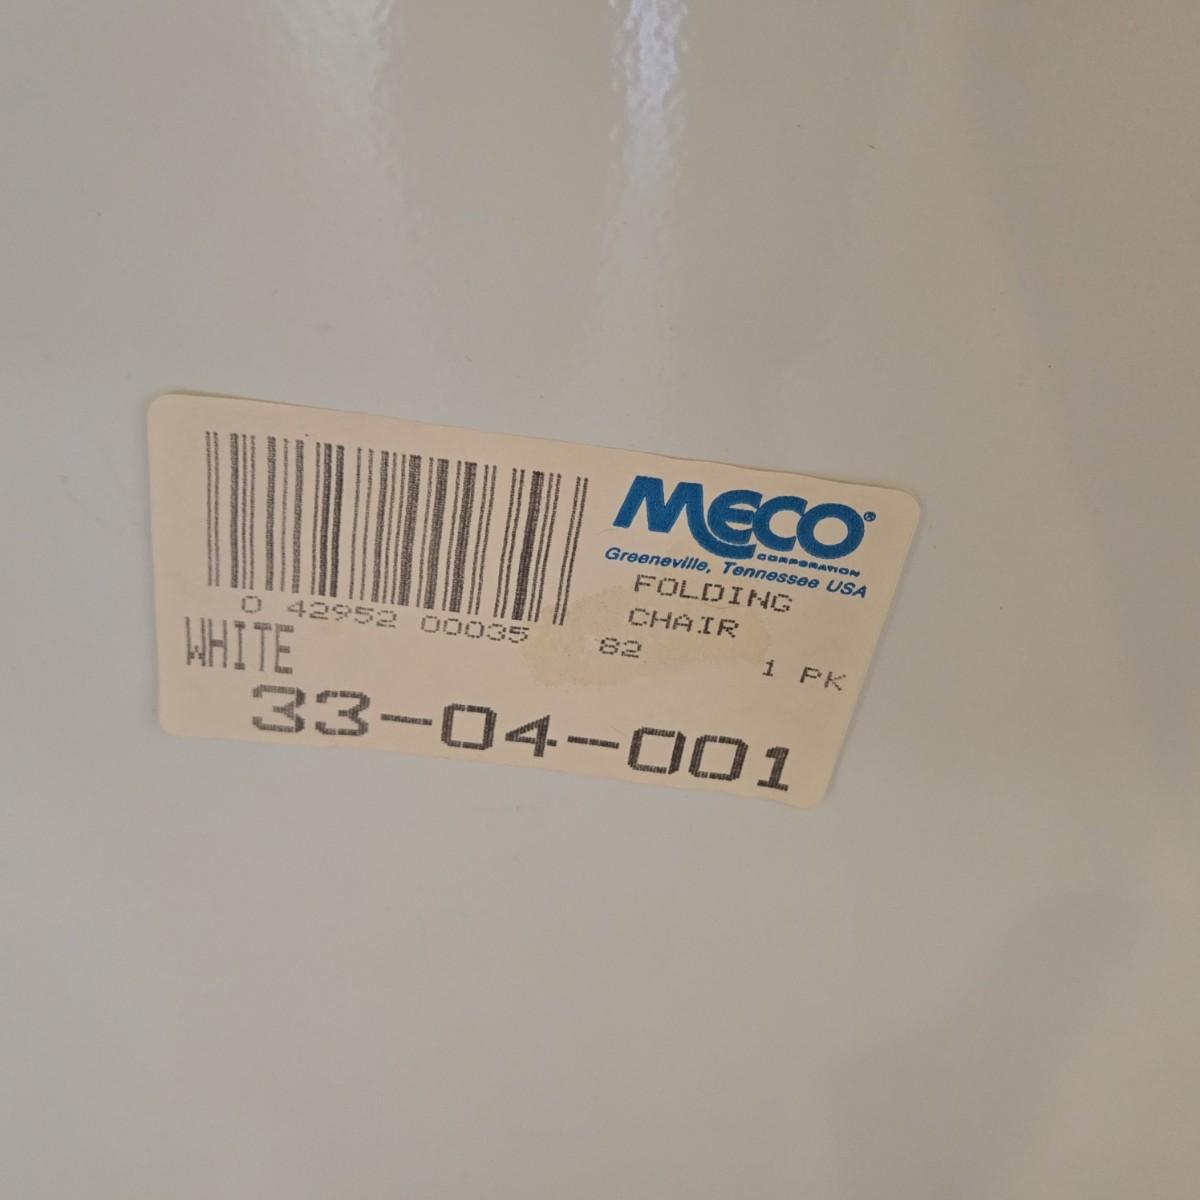 MECO®
CORPORATION
Greeneville, Tennessee USA
FOLDING
CHAIR
0 42952 00035
82
1 PK
WHITE
33-04-001